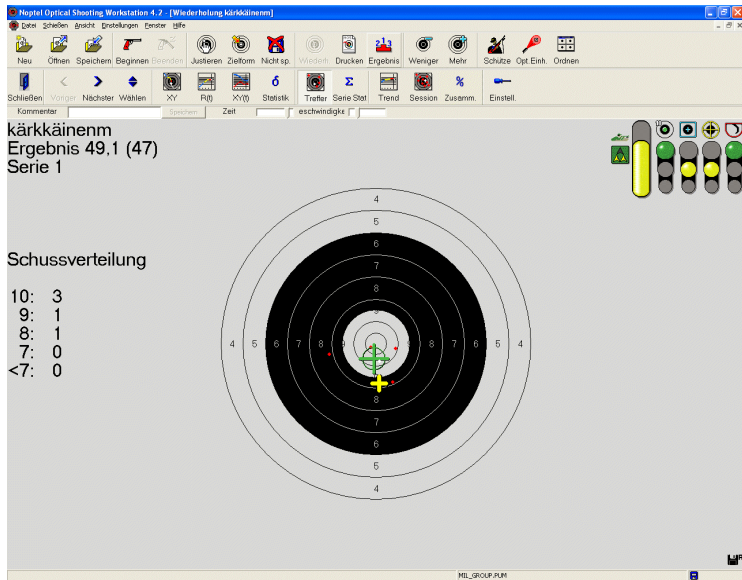 Noptel Optical Shooting Workstation 4.2 - [Wiederholung kärkkäinenm]
Datei Schießen Ansicht Einstellungen Fenster Hilfe
Neu Öffnen Speichern Beginnen Beenden Justieren Zielform Nicht sp. Wiederh Drucken Ergebnis Weniger Mehr Schütze Opt.Einh. Ordnen
Schließen Voriger Nächster Wählen XY R(t) XY(t) Statistik Treffer Serie Stat Trend Session Zusamm. Einstell.
Kommentar Speichern Zeit eschwindigke
kärkkäinenm
Ergebnis 49,1 (47)
Serie 1
Schussverteilung
10: 3
9: 1
8: 1
7: 0
<7: 0
4
5
6
7
8
9
4 5 6 7 8 9 8 7 6 5 4
8
6
5
4
MIL_GROUP.PUM